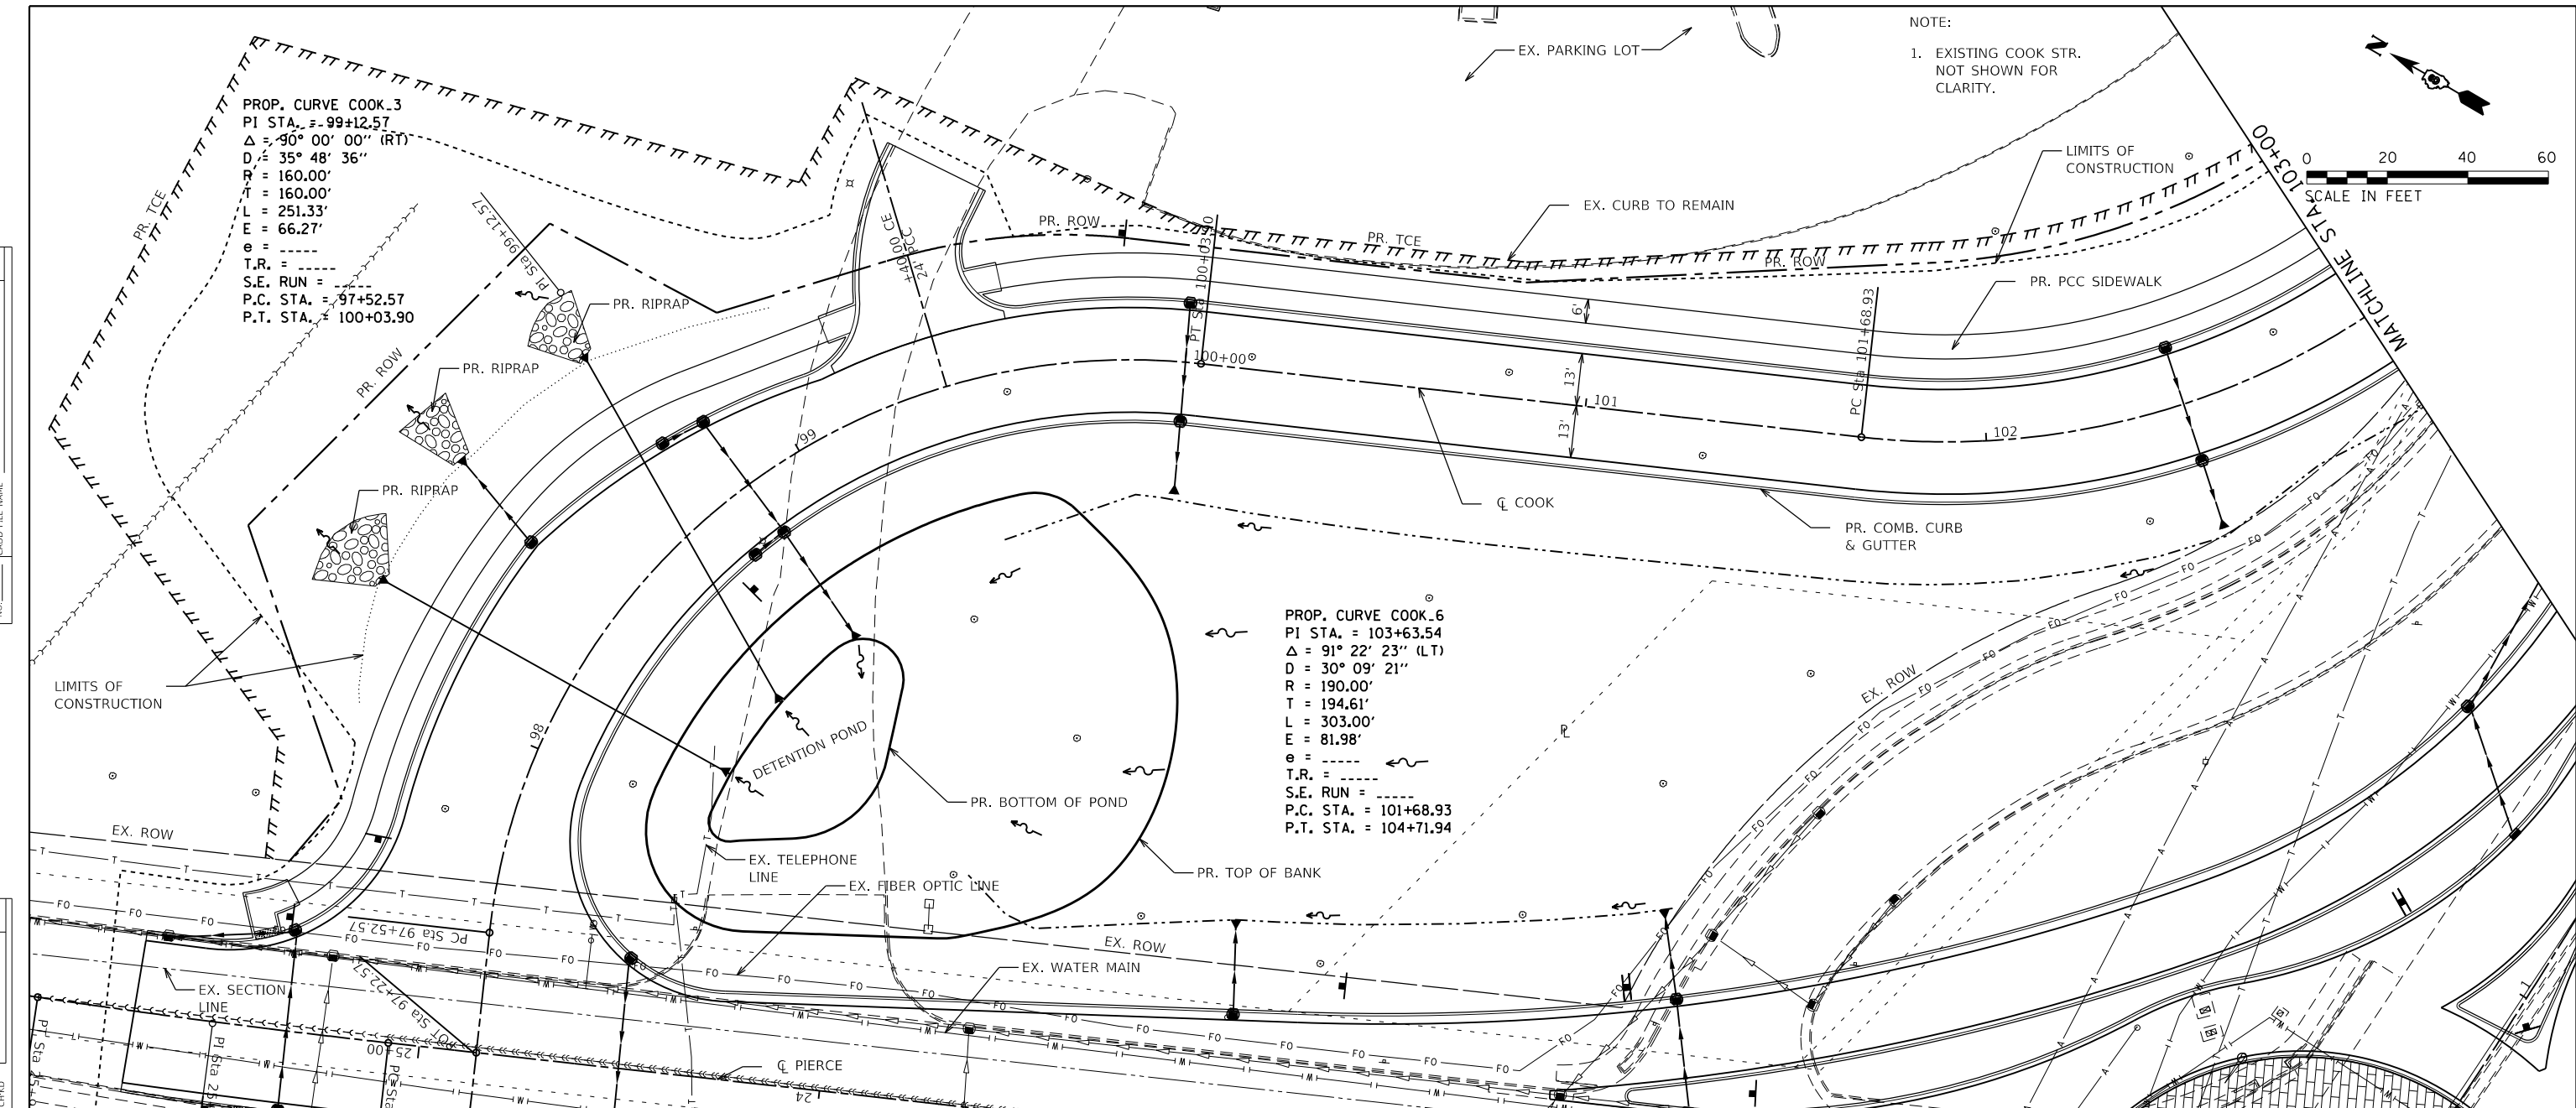 NOTE:
1. EXISTING COOK STR.
NOT SHOWN FOR
CLARITY.
EX. PARKING LOT
N
0 20 40 60
SCALE IN FEET
MATCHLINE STA. 103+00
LIMITS OF
CONSTRUCTION
EX. CURB TO REMAIN
PR. TCE
PR. ROW
PR. ROW
PR. PCC SIDEWALK
PROP. CURVE COOK_3
PI STA. = 99+12.57
Δ = 90° 00' 00'' (RT)
D = 35° 48' 36''
R = 160.00'
T = 160.00'
L = 251.33'
E = 66.27'
e = _____
T.R. = _____
S.E. RUN = _____
P.C. STA. = 97+52.57
P.T. STA. = 100+03.90
PR. TCE
PI Sta 99+12.57
PR. RIPRAP
PR. RIPRAP
PR. RIPRAP
PR. ROW
+40.00 CE
24' PCC
PT Sta 100+03.90
100+00
6'
13'
13'
101
PC Sta 101+68.93
102
99
98
℄ COOK
PR. COMB. CURB
& GUTTER
PROP. CURVE COOK_6
PI STA. = 103+63.54
Δ = 91° 22' 23'' (LT)
D = 30° 09' 21''
R = 190.00'
T = 194.61'
L = 303.00'
E = 81.98'
e = _____
T.R. = _____
S.E. RUN = _____
P.C. STA. = 101+68.93
P.T. STA. = 104+71.94
LIMITS OF
CONSTRUCTION
DETENTION POND
PR. BOTTOM OF POND
PR. TOP OF BANK
EX. ROW
EX. ROW
EX. ROW
EX. TELEPHONE
LINE
EX. FIBER OPTIC LINE
EX. WATER MAIN
EX. SECTION
LINE
PC Sta 97+52.57
POT Sta 97+22.57
25+00
24
℄ PIERCE